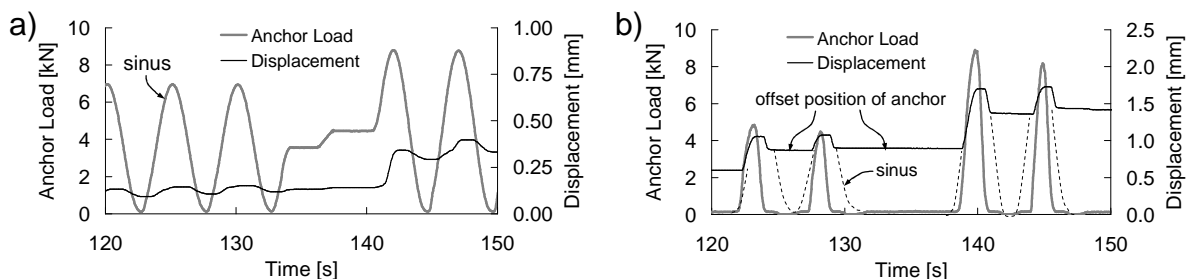 a)
Anchor Load [kN]
10
8
6
4
2
0
sinus
Anchor Load
Displacement
1.00
0.75
0.50
0.25
0.00
Displacement [mm]
120
130
140
150
Time [s]
b)
Anchor Load [kN]
10
8
6
4
2
0
Anchor Load
Displacement
offset position of anchor
sinus
2.5
2.0
1.5
1.0
0.5
0.0
Displacement [mm]
120
130
140
150
Time [s]